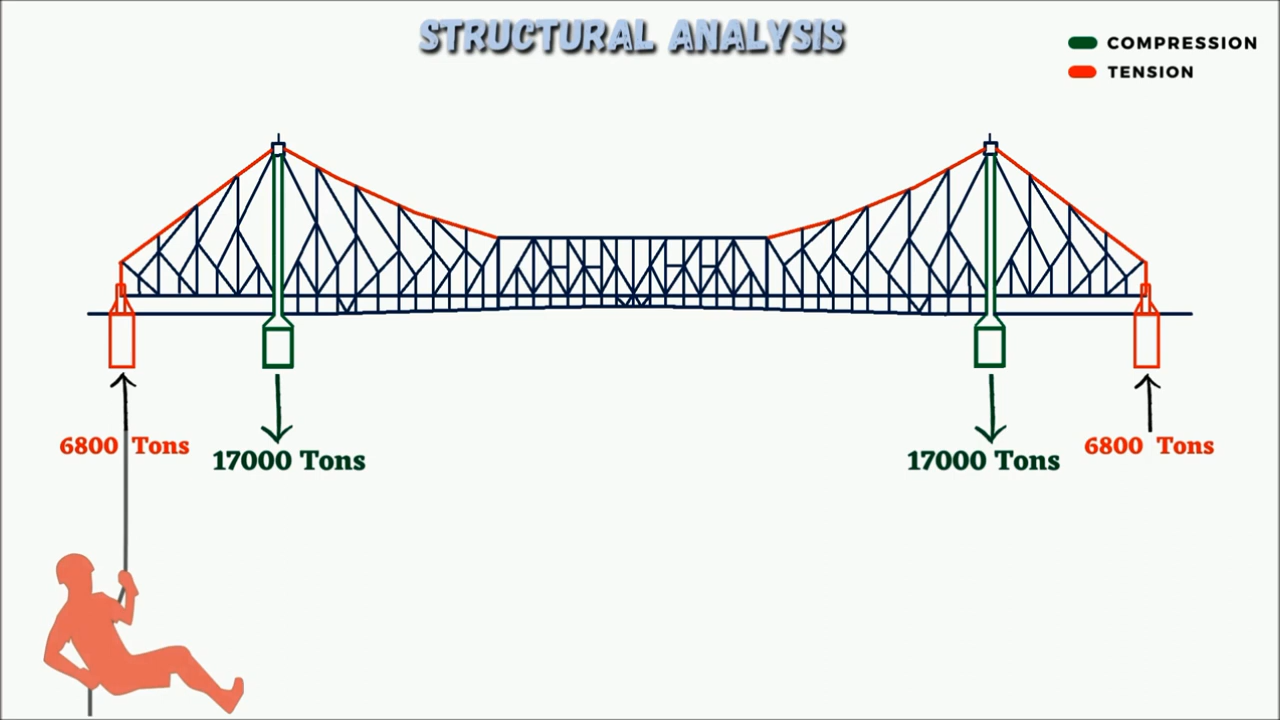 STRUCTURAL ANALYSIS
COMPRESSION
TENSION
6800 Tons
17000 Tons
17000 Tons
6800 Tons